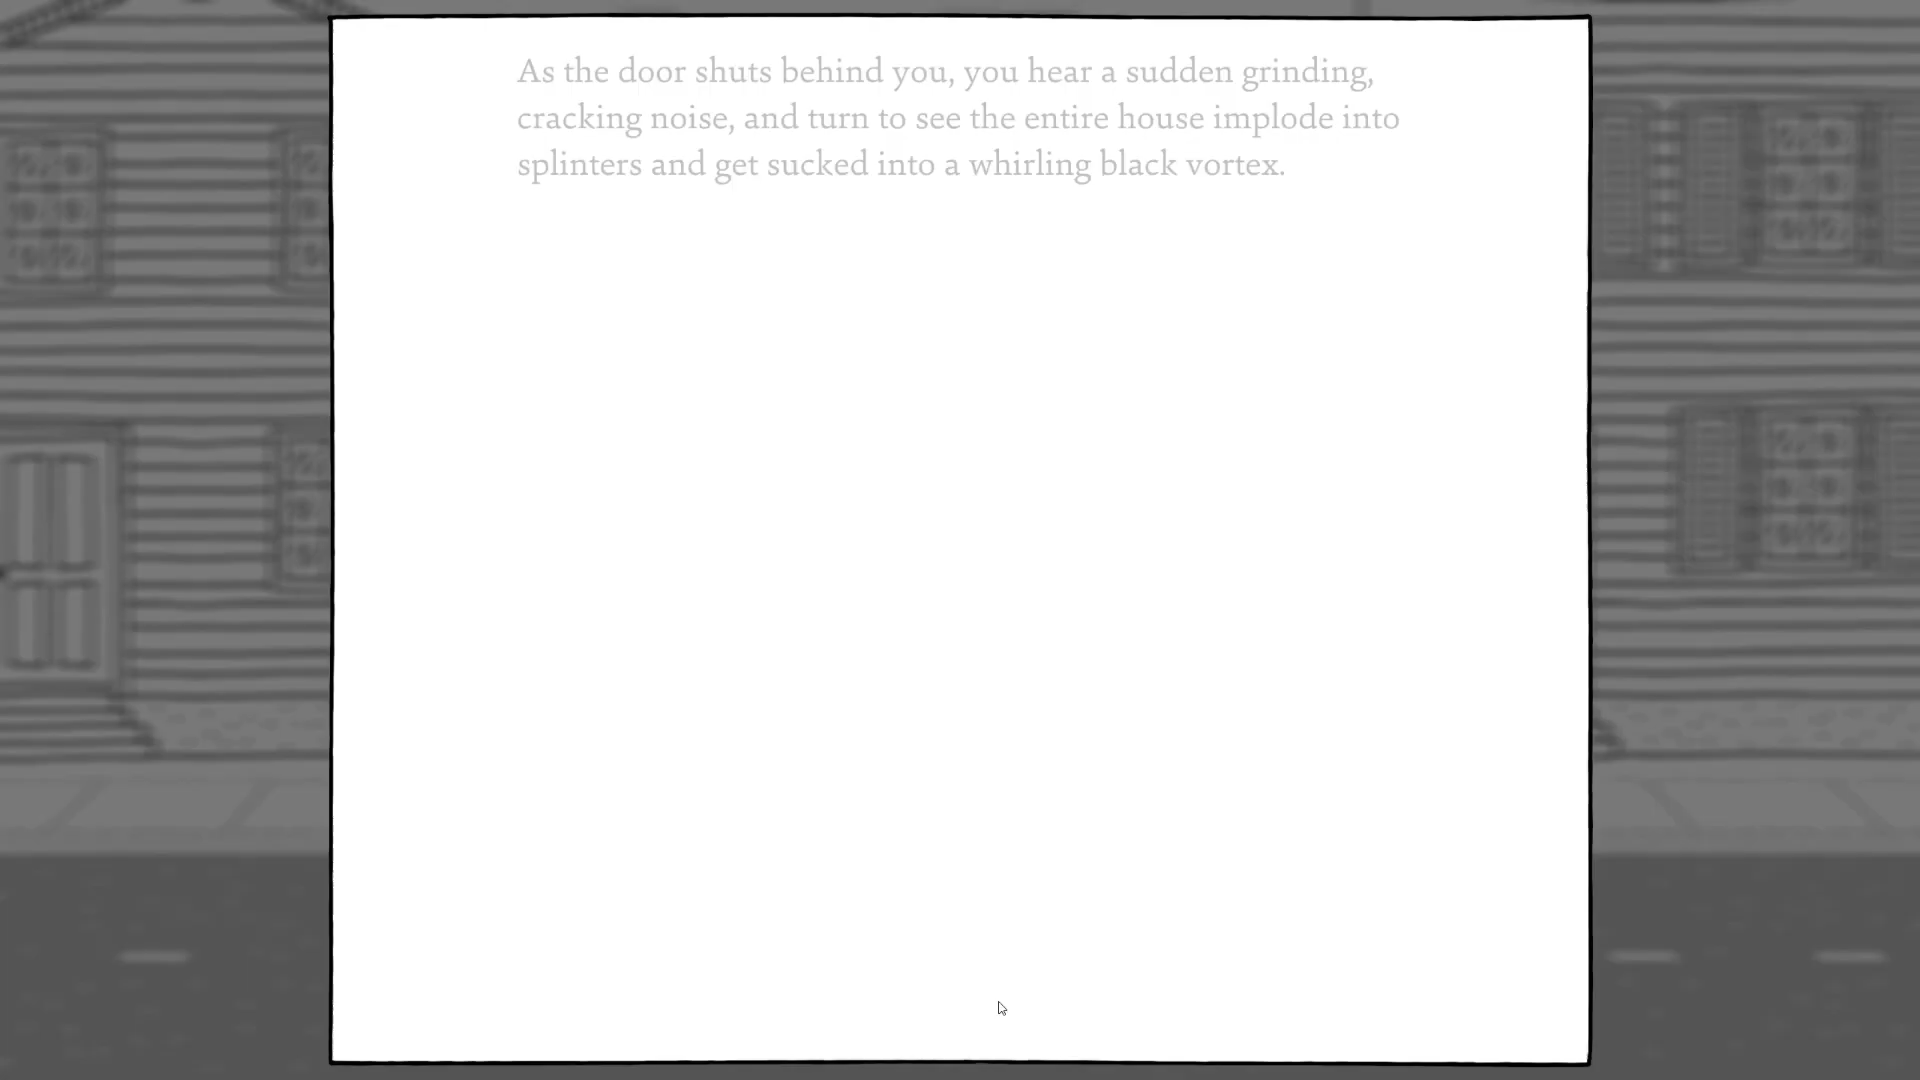 As the door shuts behind you, you hear a sudden grinding,
cracking noise, and turn to see the entire house implode into
splinters and get sucked into a whirling black vortex.